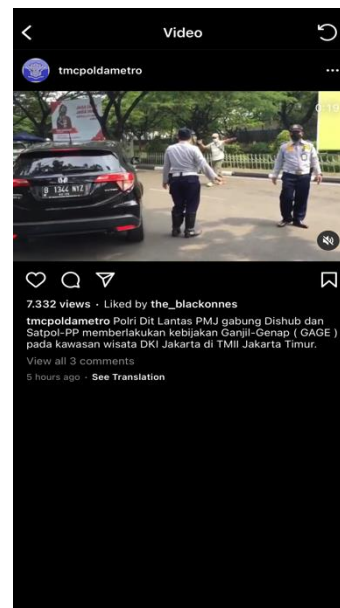 Video
tmcpoldametro
0:19
B 1344 NYZ
7.332 views · Liked by the_blackonnes
tmcpoldametro Polri Dit Lantas PMJ gabung Dishub dan
Satpol-PP memberlakukan kebijakan Ganjil-Genap ( GAGE )
pada kawasan wisata DKI Jakarta di TMII Jakarta Timur.
View all 3 comments
5 hours ago · See Translation